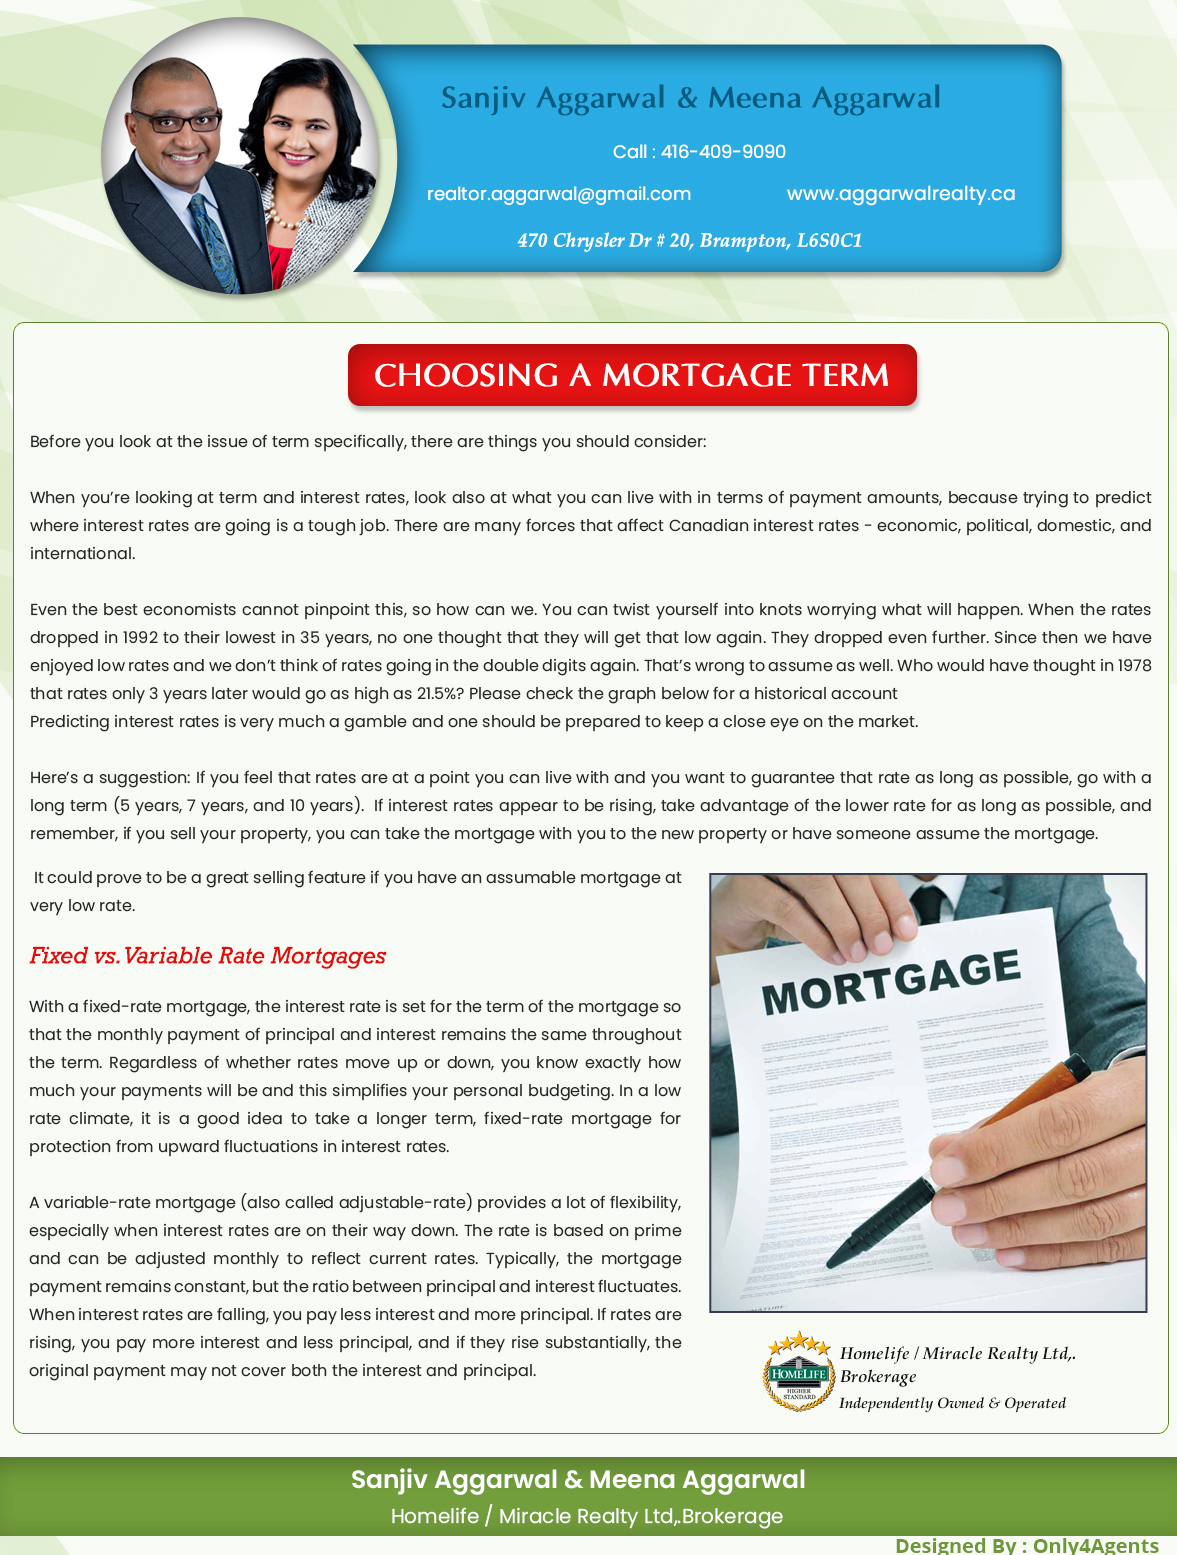 Sanjiv Aggarwal & Meena Aggarwal
Call : 416-409-9090
realtor.aggarwal@gmail.com www.aggarwalrealty.ca
470 Chrysler Dr # 20, Brampton, L6S0C1
CHOOSING A MORTGAGE TERM
Before you look at the issue of term specifically, there are things you should consider:
When you're looking at term and interest rates, look also at what you can live with in terms of payment amounts, because trying to predict
where interest rates are going is a tough job. There are many forces that affect Canadian interest rates - economic, political, domestic, and
international.
Even the best economists cannot pinpoint this, so how can we. You can twist yourself into knots worrying what will happen. When the rates
dropped in 1992 to their lowest in 35 years, no one thought that they will get that low again. They dropped even further. Since then we have
enjoyed low rates and we don't think of rates going in the double digits again. That's wrong to assume as well. Who would have thought in 1978
that rates only 3 years later would go as high as 21.5%? Please check the graph below for a historical account
Predicting interest rates is very much a gamble and one should be prepared to keep a close eye on the market.
Here's a suggestion: If you feel that rates are at a point you can live with and you want to guarantee that rate as long as possible, go with a
long term (5 years, 7 years, and 10 years). If interest rates appear to be rising, take advantage of the lower rate for as long as possible, and
remember, if you sell your property, you can take the mortgage with you to the new property or have someone assume the mortgage.
It could prove to be a great selling feature if you have an assumable mortgage at
very low rate.
Fixed vs. Variable Rate Mortgages
With a fixed-rate mortgage, the interest rate is set for the term of the mortgage so
that the monthly payment of principal and interest remains the same throughout
the term. Regardless of whether rates move up or down, you know exactly how
much your payments will be and this simplifies your personal budgeting. In a low
rate climate, it is a good idea to take a longer term, fixed-rate mortgage for
protection from upward fluctuations in interest rates.
A variable-rate mortgage (also called adjustable-rate) provides a lot of flexibility,
especially when interest rates are on their way down. The rate is based on prime
and can be adjusted monthly to reflect current rates. Typically, the mortgage
payment remains constant, but the ratio between principal and interest fluctuates.
When interest rates are falling, you pay less interest and more principal. If rates are
rising, you pay more interest and less principal, and if they rise substantially, the
original payment may not cover both the interest and principal.
MORTGAGE
HOMELIFE
HIGHER
STANDARD
Homelife / Miracle Realty Ltd,.
Brokerage
Independently Owned & Operated
Sanjiv Aggarwal & Meena Aggarwal
Homelife / Miracle Realty Ltd,.Brokerage
Designed By : Only4Agents